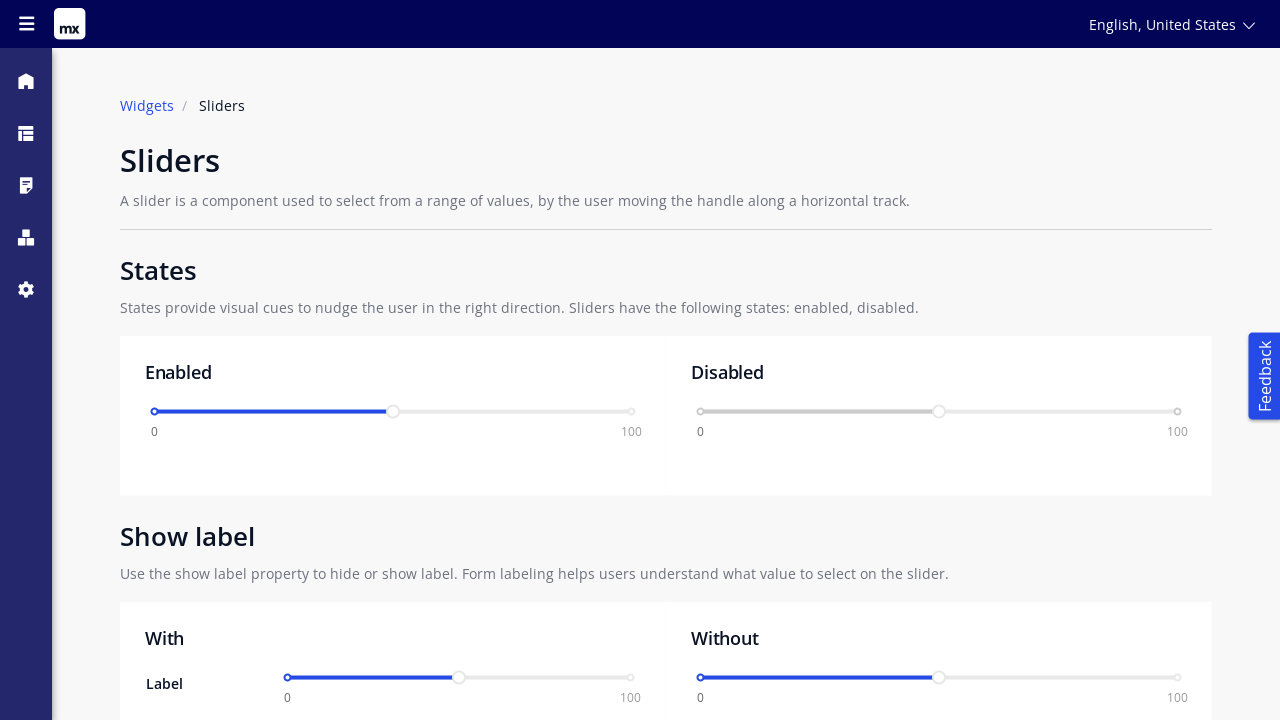 mx
English, United States
Widgets / Sliders
Sliders
A slider is a component used to select from a range of values, by the user moving the handle along a horizontal track.
States
States provide visual cues to nudge the user in the right direction. Sliders have the following states: enabled, disabled.
Enabled
0 100
Disabled
0 100
Feedback
Show label
Use the show label property to hide or show label. Form labeling helps users understand what value to select on the slider.
With
Label
0 100
Without
0 100